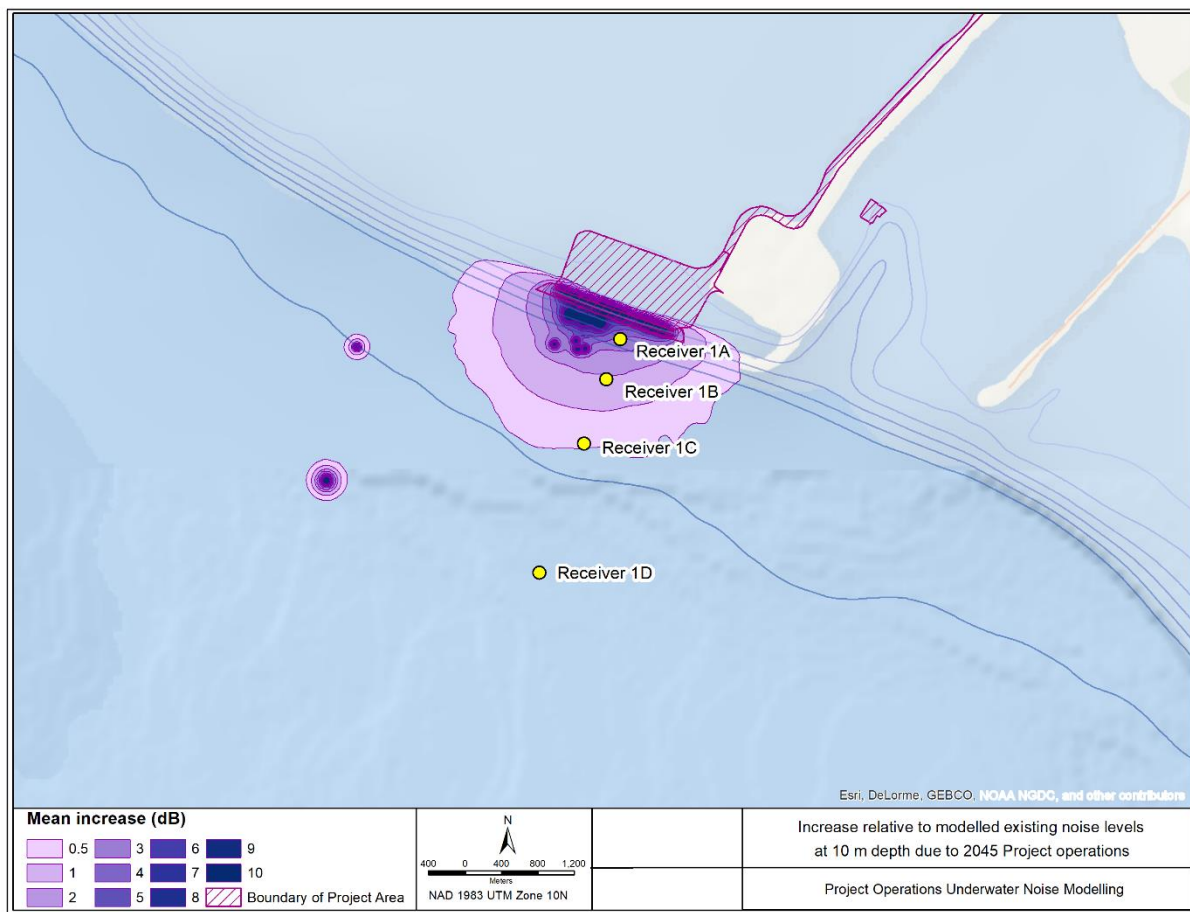 Receiver 1A
Receiver 1B
Receiver 1C
Receiver 1D
Esri, DeLorme, GEBCO, NOAA NGDC, and other contributors
Mean increase (dB)
0.5 3 6 9
1 4 7 10
2 5 8 Boundary of Project Area
N
400 0 400 800 1,200
Meters
NAD 1983 UTM Zone 10N
Increase relative to modelled existing noise levels
at 10 m depth due to 2045 Project operations
Project Operations Underwater Noise Modelling